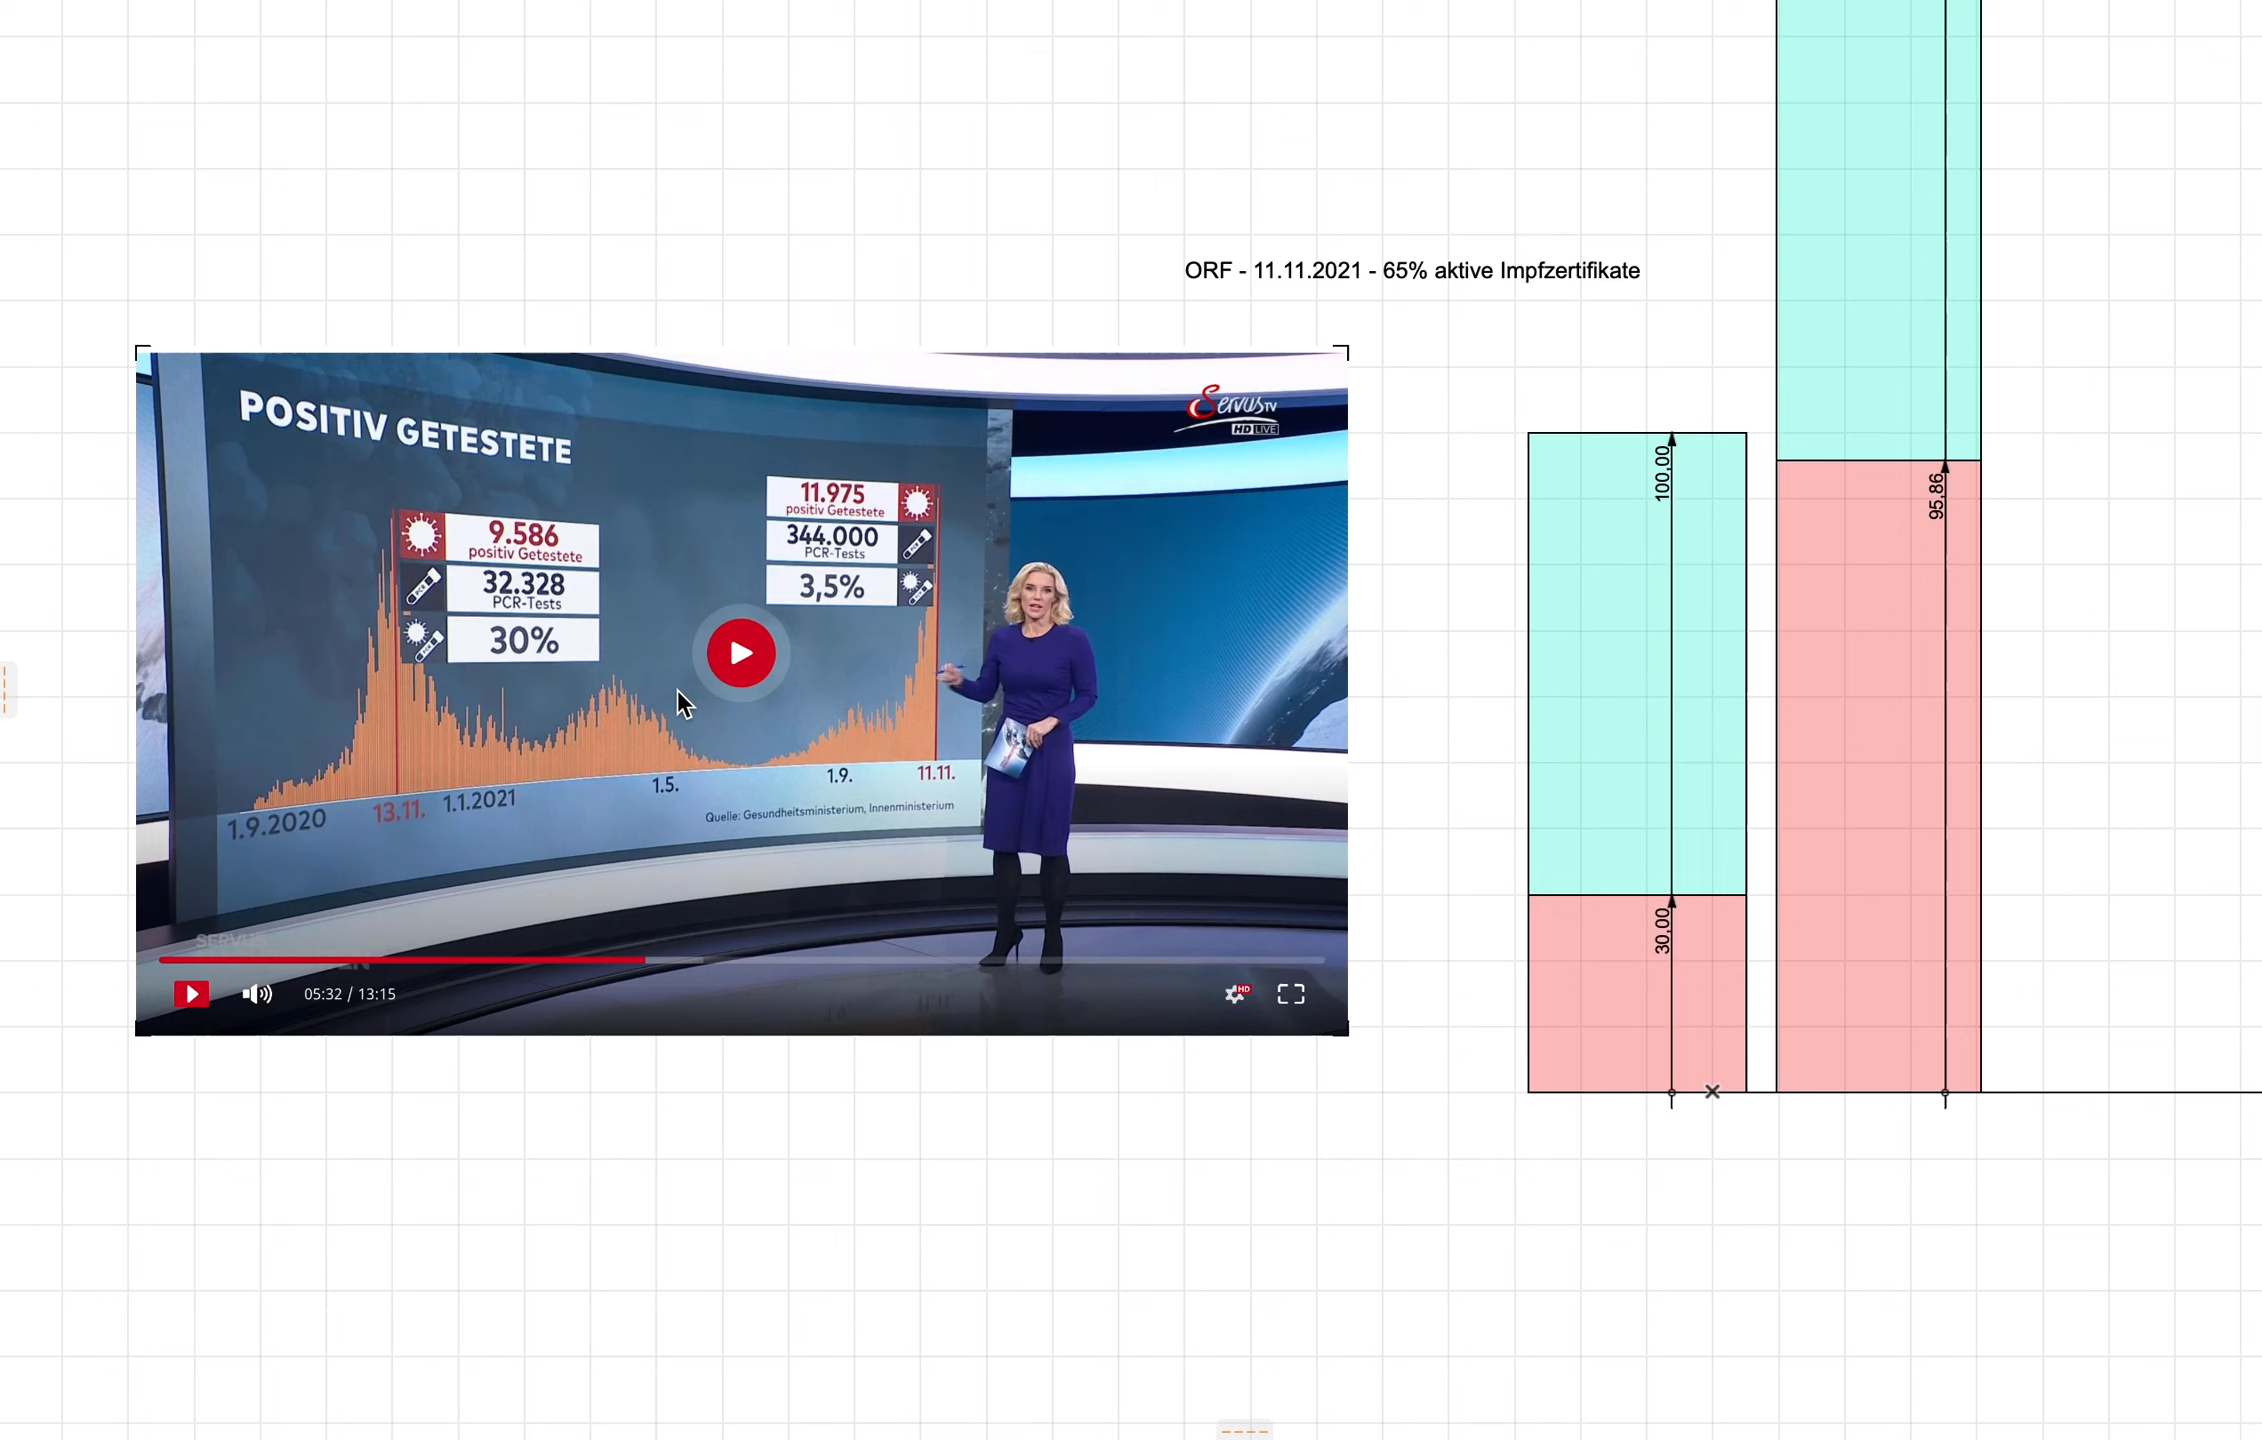 ORF - 11.11.2021 - 65% aktive Impfzertifikate
ServusTV
HD LIVE
POSITIV GETESTETE
9.586
positiv Getestete
32.328
PCR-Tests
30%
11.975
positiv Getestete
344.000
PCR-Tests
3,5%
1.9.2020
13.11.
1.1.2021
1.5.
1.9.
11.11.
Quelle: Gesundheitsministerium, Innenministerium
SERVUS
05:32 / 13:15
HD
100,00
30,00
95,86